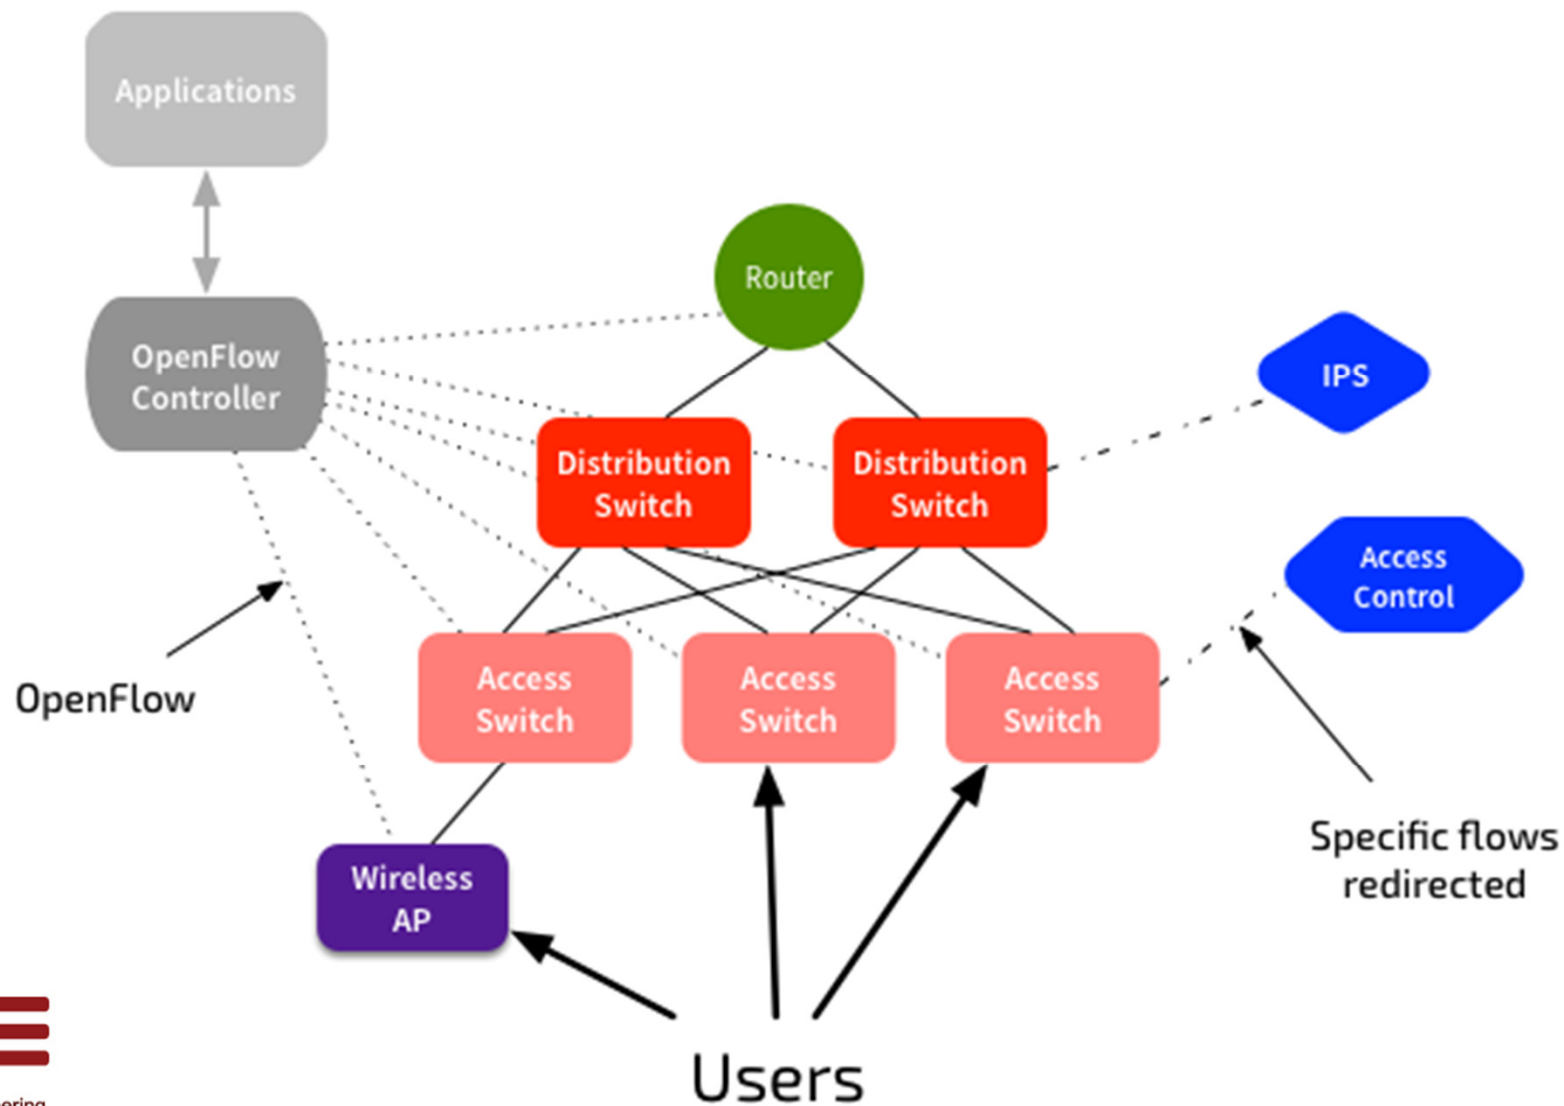 Applications
Router
OpenFlow
Controller
IPS
Distribution
Switch
Distribution
Switch
Access
Control
OpenFlow
Access
Switch
Access
Switch
Access
Switch
Specific flows
redirected
Wireless
AP
Users